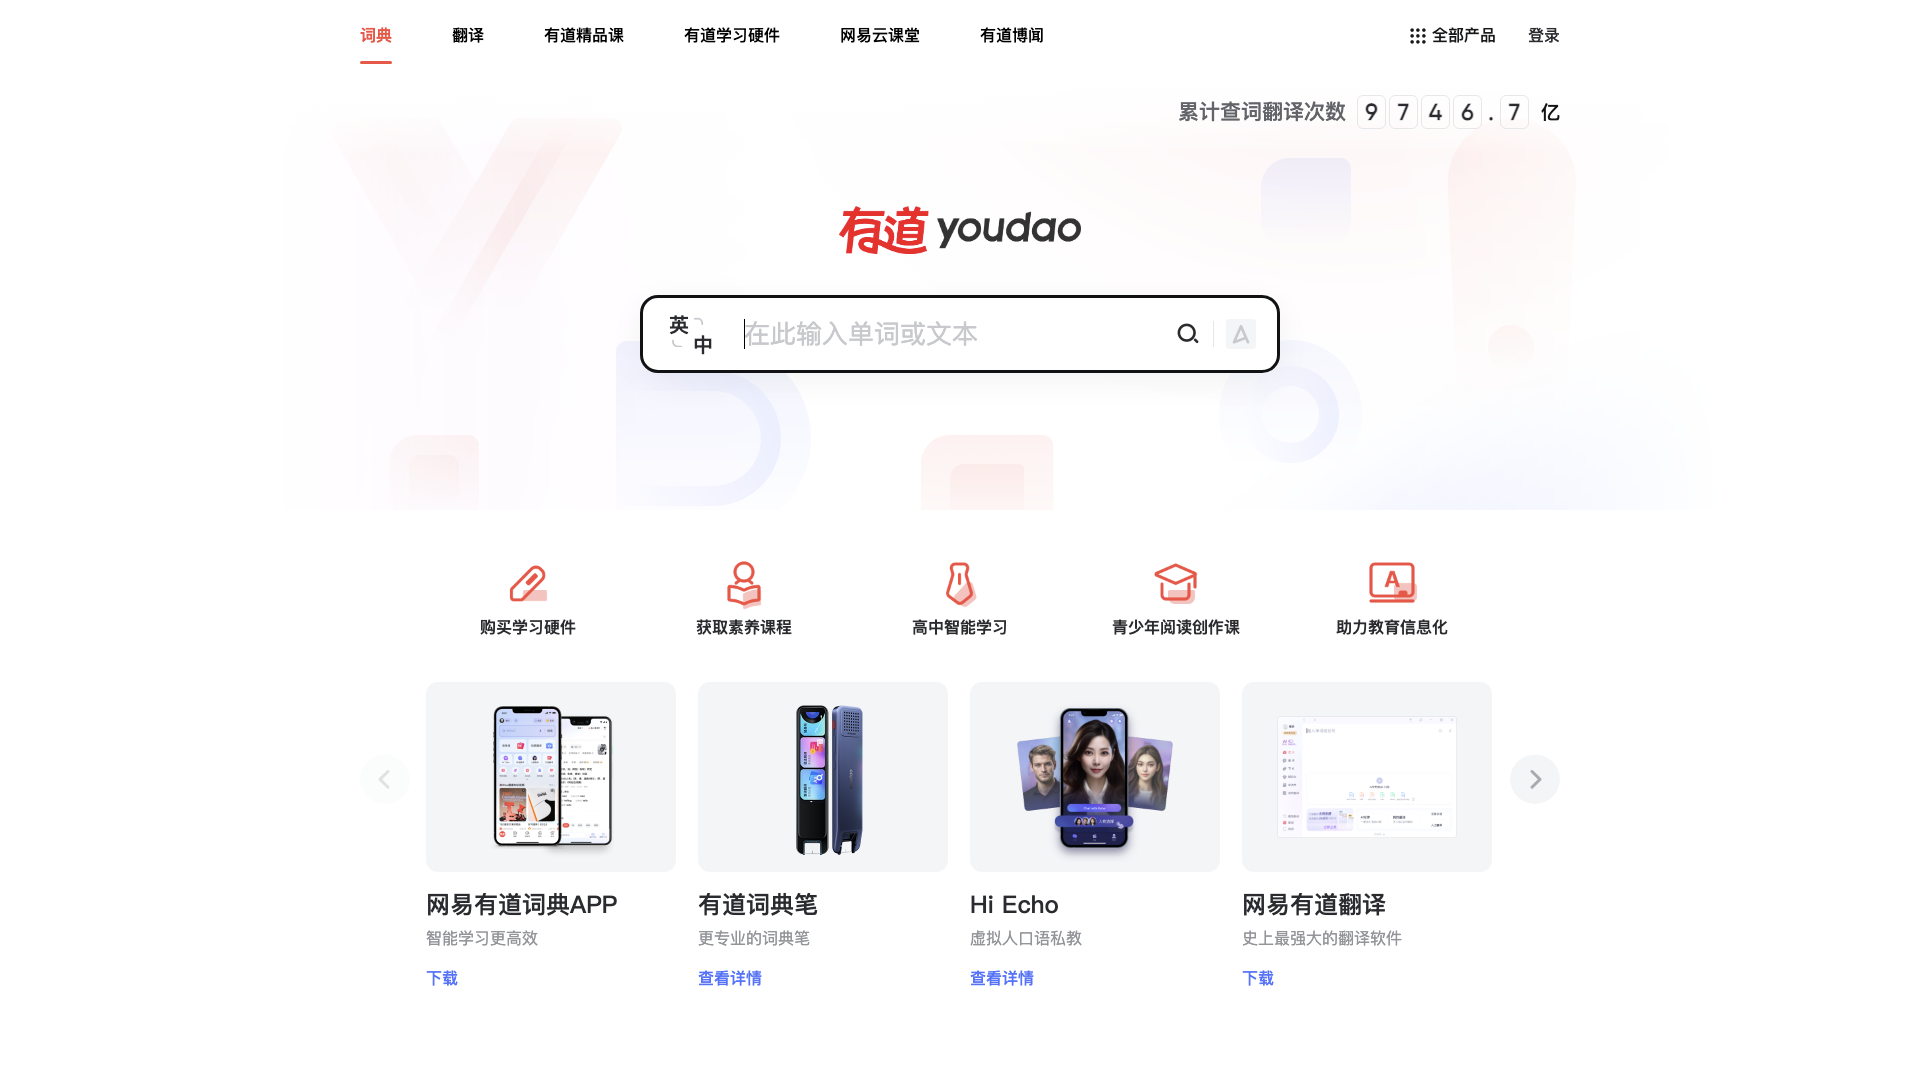 词典
翻译
有道精品课
有道学习硬件
网易云课堂
有道博闻
全部产品
登录
累计查词翻译次数 9746.7 亿
有道 youdao
英
中
在此输入单词或文本
购买学习硬件
获取素养课程
高中智能学习
青少年阅读创作课
助力教育信息化
网易有道词典APP
智能学习更高效
下载
有道词典笔
更专业的词典笔
查看详情
Hi Echo
虚拟人口语私教
查看详情
网易有道翻译
史上最强大的翻译软件
下载